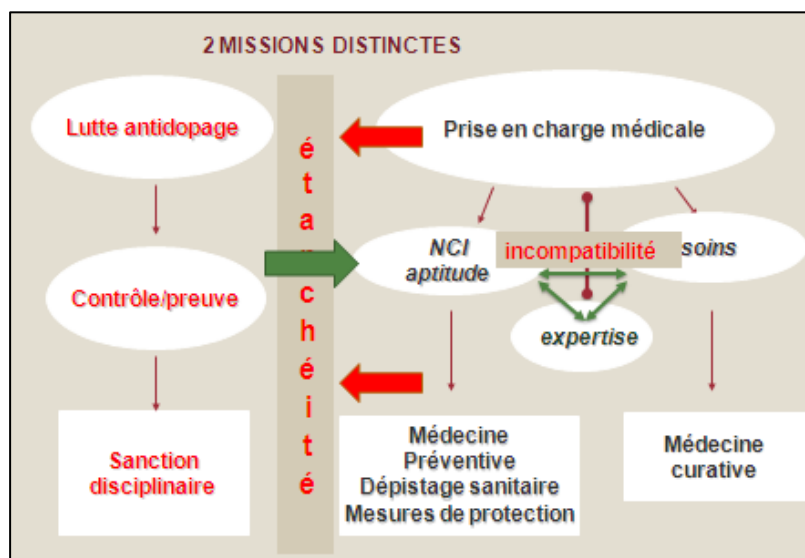 2 MISSIONS DISTINCTES
Lutte antidopage
Contrôle/preuve
Sanction
disciplinaire
étanchéité
Prise en charge médicale
NCI
aptitude
incompatibilité
soins
expertise
Médecine
Préventive
Dépistage sanitaire
Mesures de protection
Médecine
curative